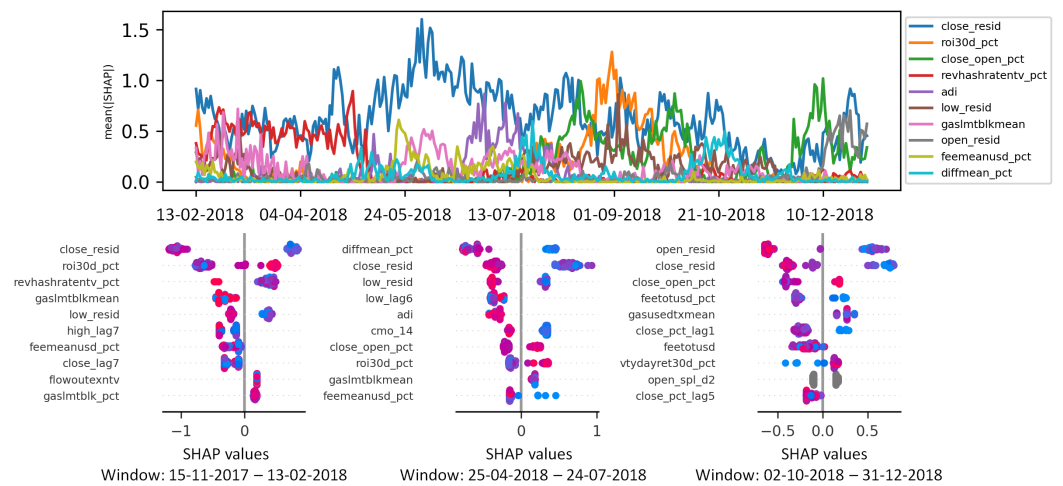 mean(|SHAP|)
1.5
1.0
0.5
0.0
13-02-2018 04-04-2018 24-05-2018 13-07-2018 01-09-2018 21-10-2018 10-12-2018
close_resid
roi30d_pct
close_open_pct
revhashratentv_pct
adi
low_resid
gaslmtblkmean
open_resid
feemeanusd_pct
diffmean_pct
close_resid
roi30d_pct
revhashratentv_pct
gaslmtblkmean
low_resid
high_lag7
feemeanusd_pct
close_lag7
flowoutexntv
gaslmtblk_pct
−1 0
SHAP values
Window: 15-11-2017 − 13-02-2018
diffmean_pct
close_resid
low_resid
low_lag6
adi
cmo_14
close_open_pct
roi30d_pct
gaslmtblkmean
feemeanusd_pct
0 1
SHAP values
Window: 25-04-2018 − 24-07-2018
open_resid
close_resid
close_open_pct
feetotusd_pct
gasusedtxmean
close_pct_lag1
feetotusd
vtydayret30d_pct
open_spl_d2
close_pct_lag5
−0.5 0.0 0.5
SHAP values
Window: 02-10-2018 − 31-12-2018